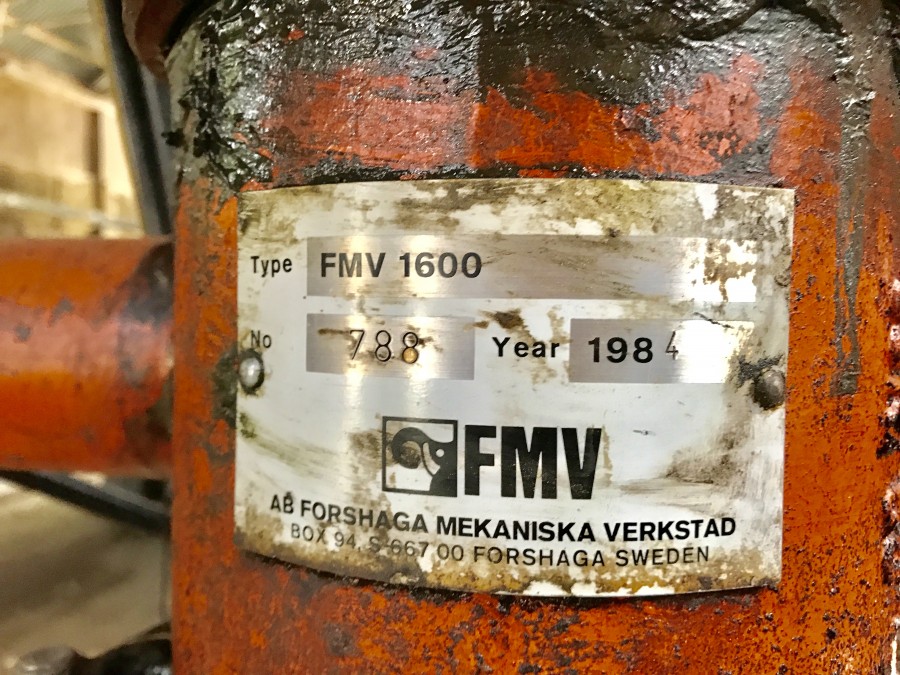 Type FMV 1600
No 788 Year 1984
FMV
AB FORSHAGA MEKANISKA VERKSTAD
BOX 94, S-667 00 FORSHAGA SWEDEN